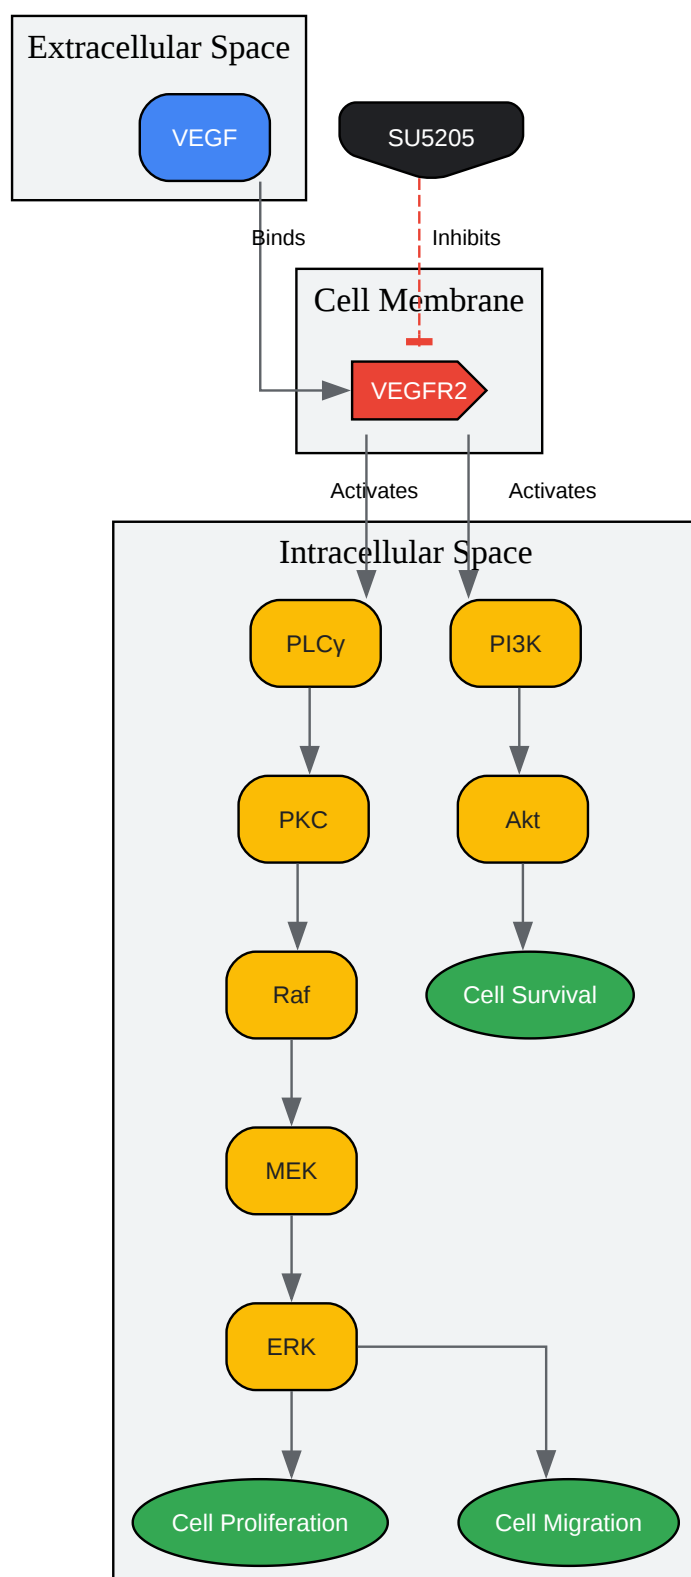 Extracellular Space
VEGF
SU5205
Binds
Inhibits
Cell Membrane
VEGFR2
Activates
Activates
Intracellular Space
PLCγ
PI3K
PKC
Akt
Raf
Cell Survival
MEK
ERK
Cell Proliferation
Cell Migration